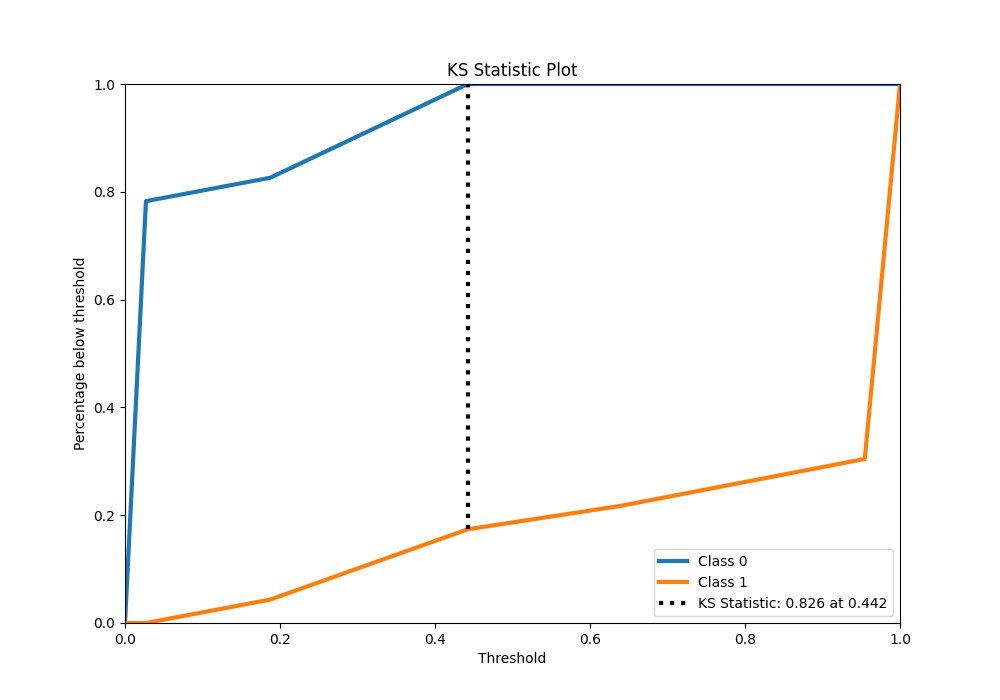 KS Statistic Plot
1.0
0.8
0.6
0.4
0.2
0.0
Percentage below threshold
0.0 0.2 0.4 0.6 0.8 1.0
Threshold
Class 0
Class 1
KS Statistic: 0.826 at 0.442